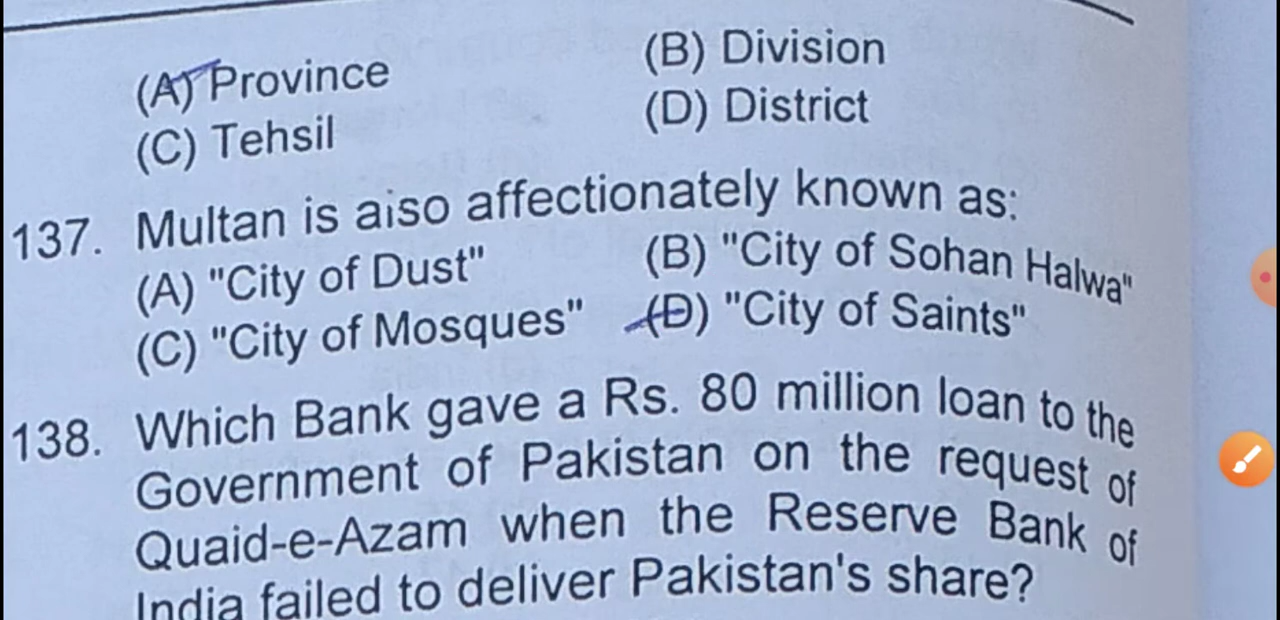 (A) Province (B) Division
(C) Tehsil (D) District
137. Multan is aiso affectionately known as:
(A) "City of Dust" (B) "City of Sohan Halwa"
(C) "City of Mosques" (D) "City of Saints"
138. Which Bank gave a Rs. 80 million loan to the
Government of Pakistan on the request of
Quaid-e-Azam when the Reserve Bank of
India failed to deliver Pakistan's share?